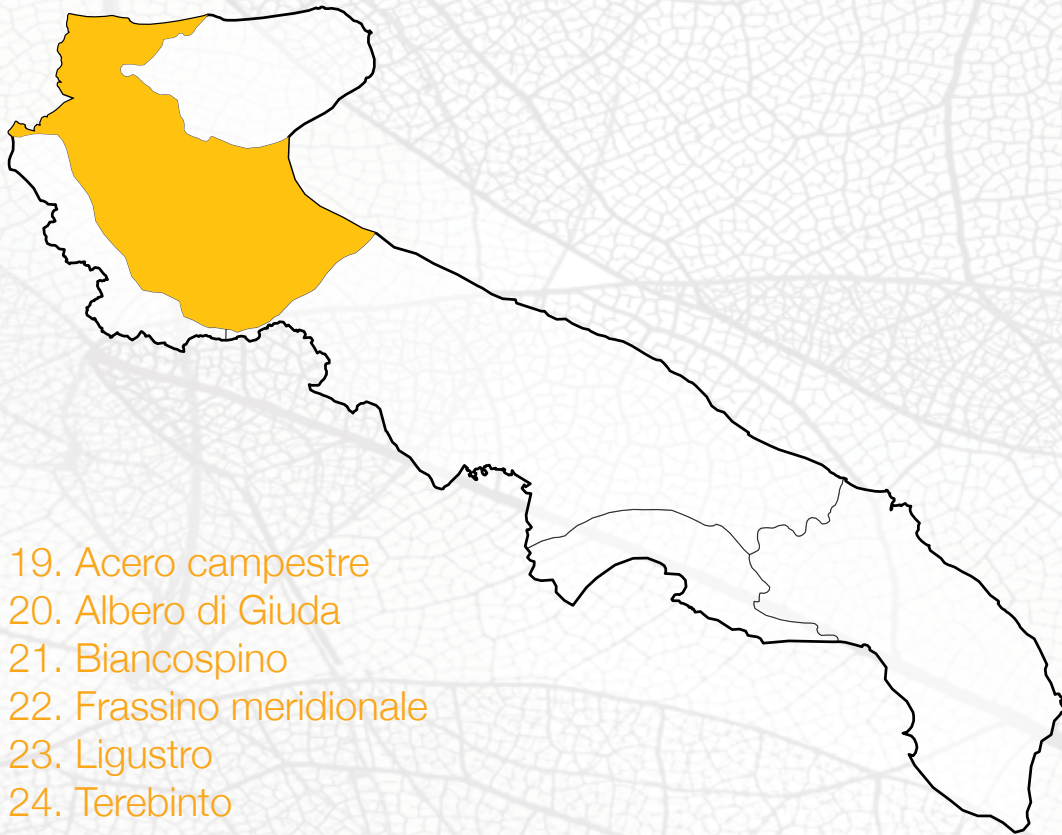 19. Acero campestre
20. Albero di Giuda
21. Biancospino
22. Frassino meridionale
23. Ligustro
24. Terebinto